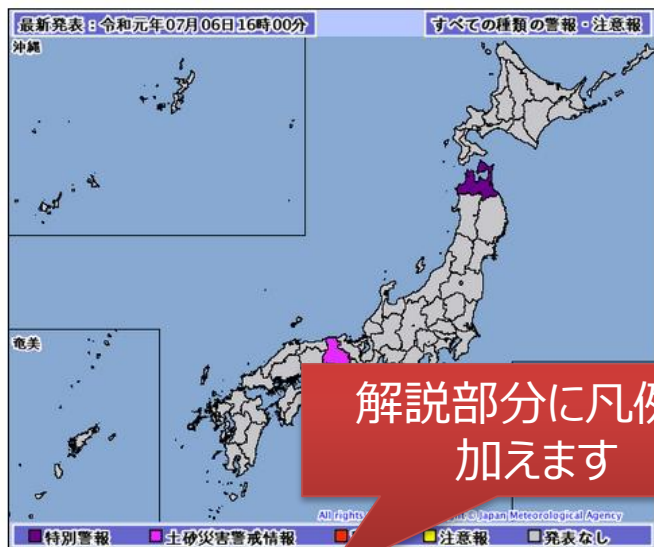 最新発表：令和元年07月06日16時00分
すべての種類の警報・注意報
沖縄
奄美
解説部分に凡例
加えます
All rights
Japan Meteorological Agency
特別警報
土砂災害警戒情報
注意報
発表なし